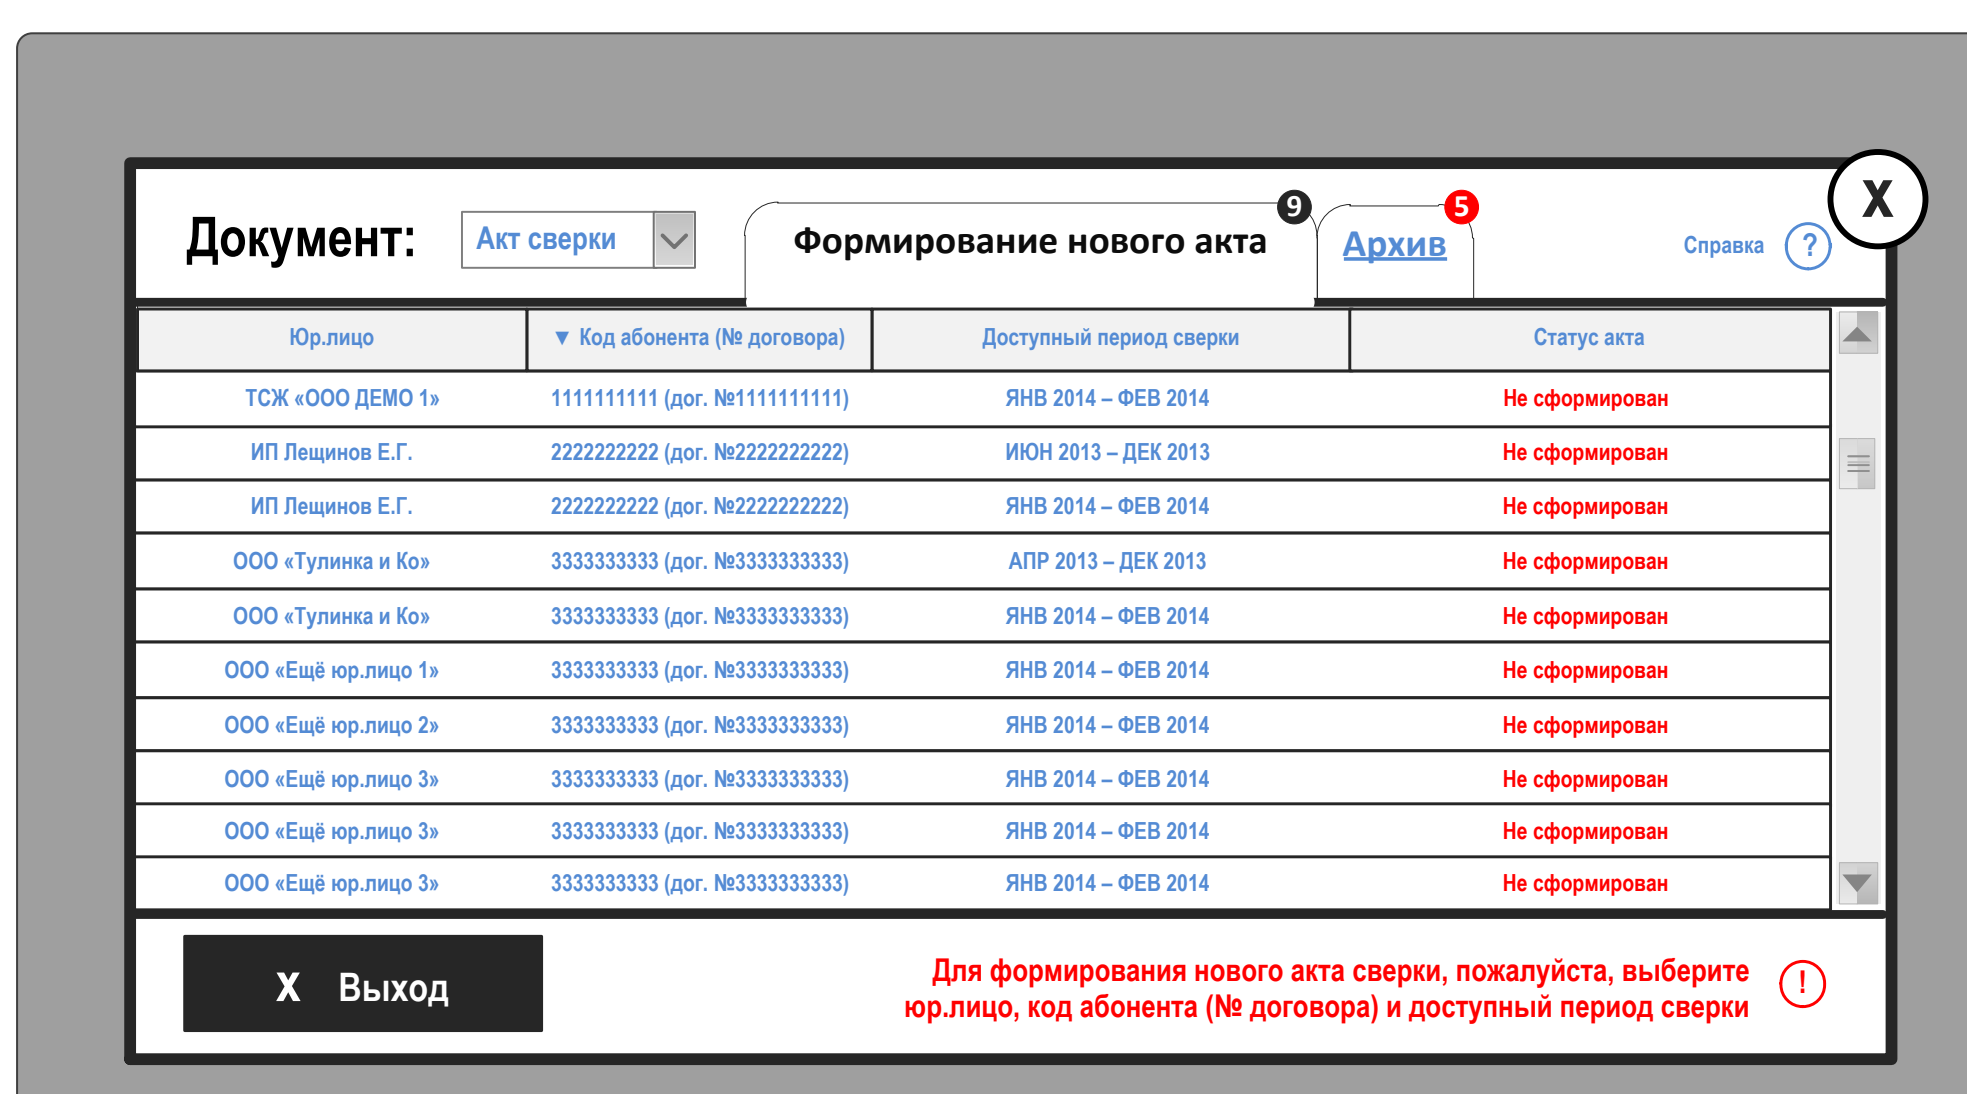 X
Документ:
Акт сверки
Формирование нового акта
9
Архив
5
Справка
?
Юр.лицо
▼ Код абонента (№ договора)
Доступный период сверки
Статус акта
ТСЖ «ООО ДЕМО 1» 1111111111 (дог. №1111111111) ЯНВ 2014 – ФЕВ 2014 Не сформирован
ИП Лещинов Е.Г. 2222222222 (дог. №2222222222) ИЮН 2013 – ДЕК 2013 Не сформирован
ИП Лещинов Е.Г. 2222222222 (дог. №2222222222) ЯНВ 2014 – ФЕВ 2014 Не сформирован
ООО «Тулинка и Ко» 3333333333 (дог. №3333333333) АПР 2013 – ДЕК 2013 Не сформирован
ООО «Тулинка и Ко» 3333333333 (дог. №3333333333) ЯНВ 2014 – ФЕВ 2014 Не сформирован
ООО «Ещё юр.лицо 1» 3333333333 (дог. №3333333333) ЯНВ 2014 – ФЕВ 2014 Не сформирован
ООО «Ещё юр.лицо 2» 3333333333 (дог. №3333333333) ЯНВ 2014 – ФЕВ 2014 Не сформирован
ООО «Ещё юр.лицо 3» 3333333333 (дог. №3333333333) ЯНВ 2014 – ФЕВ 2014 Не сформирован
ООО «Ещё юр.лицо 3» 3333333333 (дог. №3333333333) ЯНВ 2014 – ФЕВ 2014 Не сформирован
ООО «Ещё юр.лицо 3» 3333333333 (дог. №3333333333) ЯНВ 2014 – ФЕВ 2014 Не сформирован
X Выход
Для формирования нового акта сверки, пожалуйста, выберите
юр.лицо, код абонента (№ договора) и доступный период сверки
!